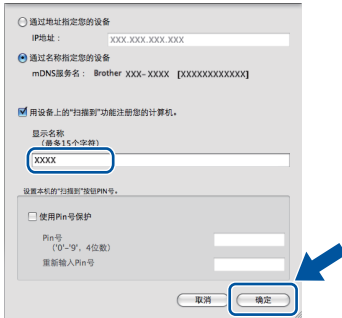 通过地址指定您的设备
IP地址： XXX.XXX.XXX.XXX
通过名称指定您的设备
mDNS服务名： Brother XXX-XXXX [XXXXXXXXXXXX]
用设备上的“扫描到”功能注册您的计算机。
显示名称
（最多15个字符）
XXXX
设置本机的“扫描到”按钮PIN号。
使用Pin号保护
Pin号
（'0'-'9'，4位数）
重新输入Pin号
取消 确定